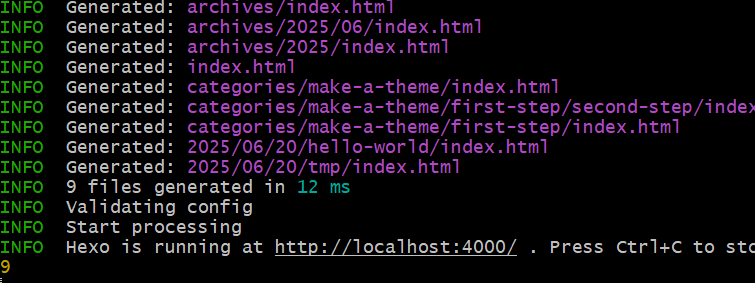 INFO  Generated: archives/index.html
INFO  Generated: archives/2025/06/index.html
INFO  Generated: archives/2025/index.html
INFO  Generated: index.html
INFO  Generated: categories/make-a-theme/index.html
INFO  Generated: categories/make-a-theme/first-step/second-step/index
INFO  Generated: categories/make-a-theme/first-step/index.html
INFO  Generated: 2025/06/20/hello-world/index.html
INFO  Generated: 2025/06/20/tmp/index.html
INFO  9 files generated in 12 ms
INFO  Validating config
INFO  Start processing
INFO  Hexo is running at http://localhost:4000/ . Press Ctrl+C to sto
9